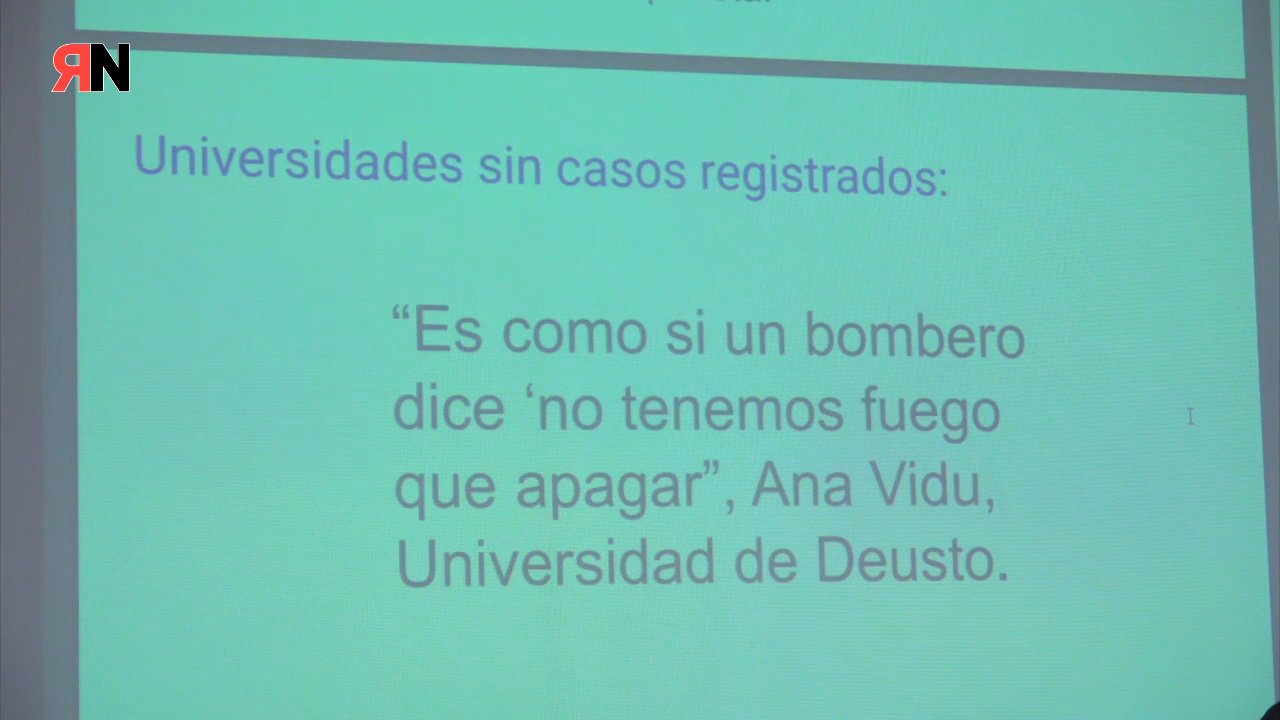 ЯN
Universidades sin casos registrados:
“Es como si un bombero
dice ‘no tenemos fuego
que apagar”, Ana Vidu,
Universidad de Deusto.